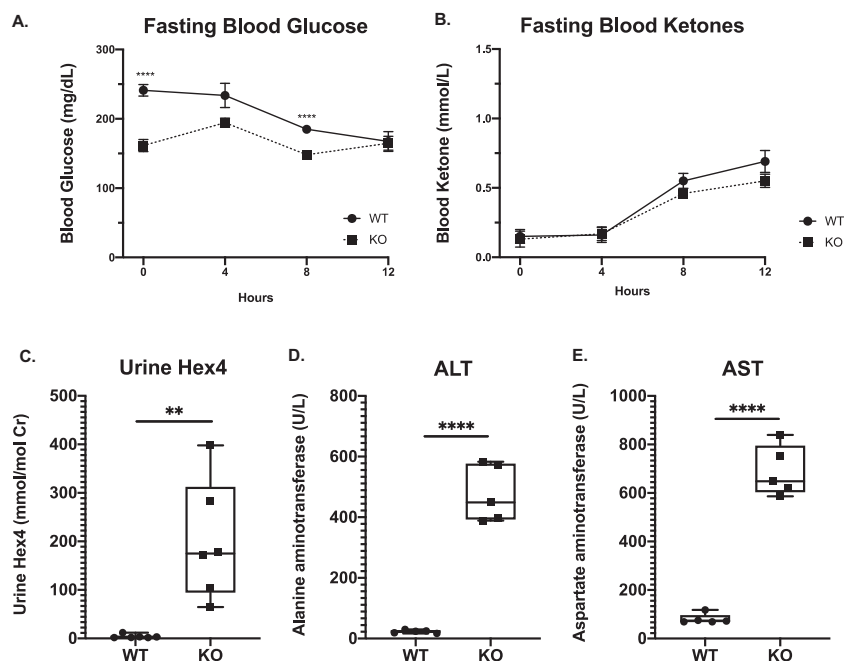 A.
Fasting Blood Glucose
Blood Glucose (mg/dL)
300
200
100
0
****
****
WT
KO
0 4 8 12
Hours
B.
Fasting Blood Ketones
Blood Ketone (mmol/L)
1.5
1.0
0.5
0.0
WT
KO
0 4 8 12
Hours
C.
Urine Hex4
Urine Hex4 (mmol/mol Cr)
500
400
300
200
100
0
**
WT KO
D.
ALT
Alanine aminotransferase (U/L)
800
600
400
200
0
****
WT KO
E.
AST
Aspartate aminotransferase (U/L)
1000
800
600
400
200
0
****
WT KO